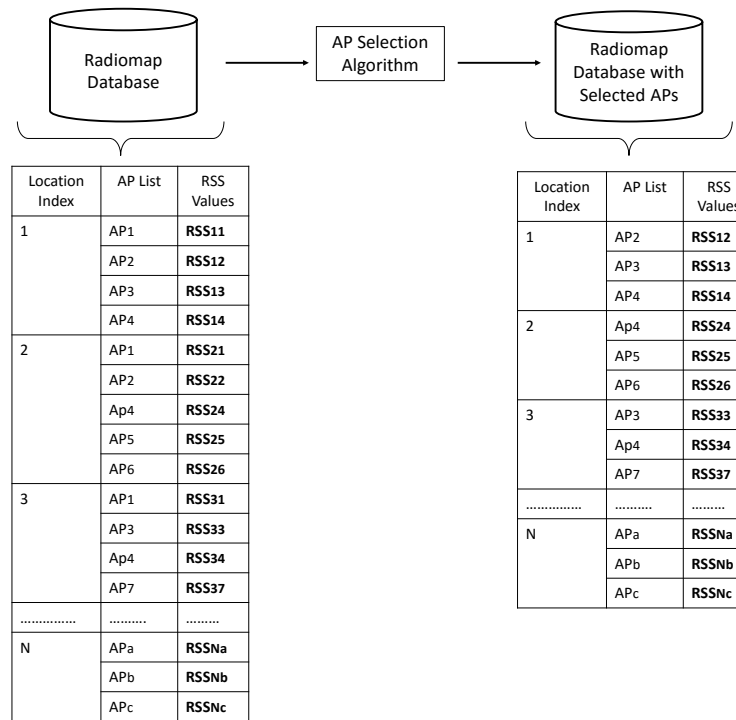 Radiomap
Database
AP Selection
Algorithm
Radiomap
Database with
Selected APs
Location Index AP List RSS Values
1 AP1 RSS11
AP2 RSS12
AP3 RSS13
AP4 RSS14
2 AP1 RSS21
AP2 RSS22
Ap4 RSS24
AP5 RSS25
AP6 RSS26
3 AP1 RSS31
AP3 RSS33
Ap4 RSS34
AP7 RSS37
…………… ………. ………
N APa RSSNa
APb RSSNb
APc RSSNc
Location Index AP List RSS Values
1 AP2 RSS12
AP3 RSS13
AP4 RSS14
2 Ap4 RSS24
AP5 RSS25
AP6 RSS26
3 AP3 RSS33
Ap4 RSS34
AP7 RSS37
…………… ………. ………
N APa RSSNa
APb RSSNb
APc RSSNc